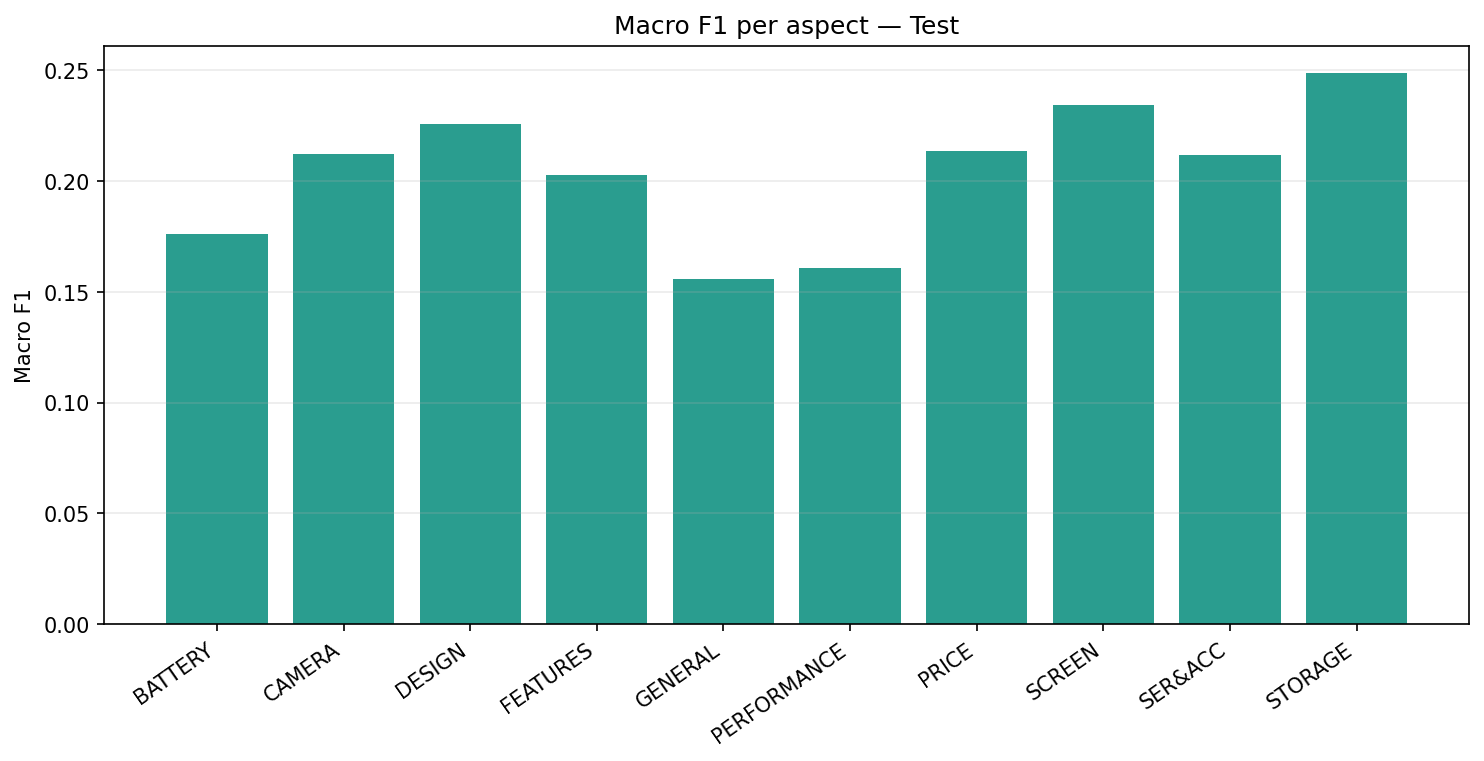 Macro F1 per aspect — Test
Macro F1
0.25
0.20
0.15
0.10
0.05
0.00
BATTERY
CAMERA
DESIGN
FEATURES
GENERAL
PERFORMANCE
PRICE
SCREEN
SER&ACC
STORAGE